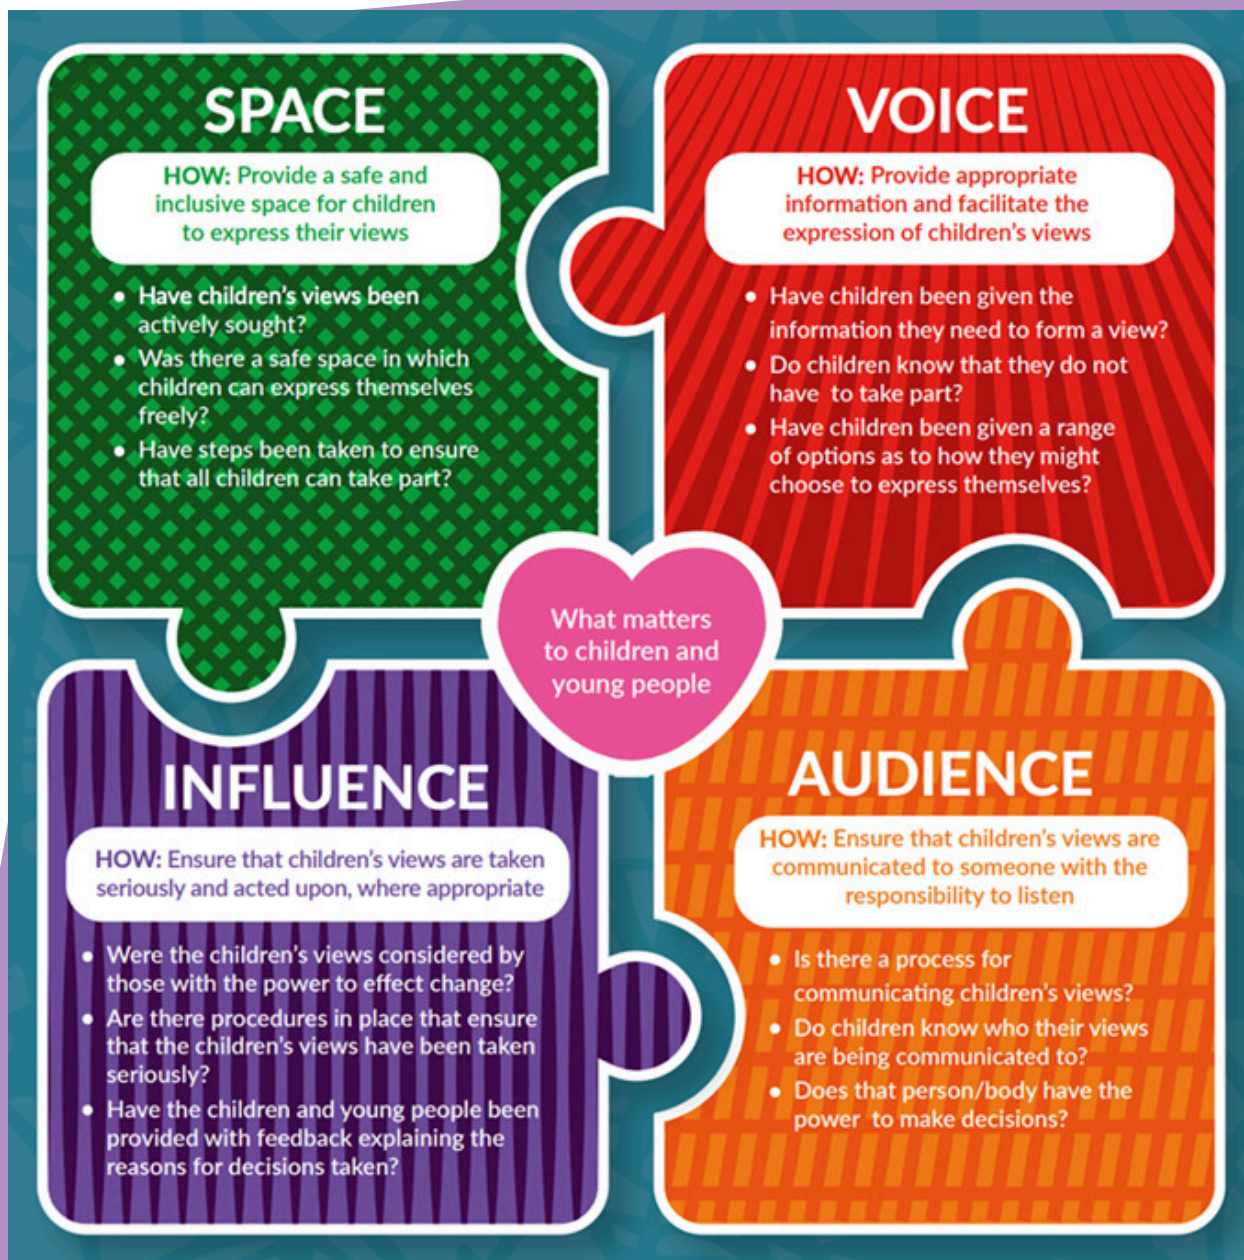 SPACE
HOW: Provide a safe and
inclusive space for children
to express their views
• Have children's views been
actively sought?
• Was there a safe space in which
children can express themselves
freely?
• Have steps been taken to ensure
that all children can take part?
VOICE
HOW: Provide appropriate
information and facilitate the
expression of children's views
• Have children been given the
information they need to form a view?
• Do children know that they do not
have to take part?
• Have children been given a range
of options as to how they might
choose to express themselves?
What matters
to children and
young people
INFLUENCE
HOW: Ensure that children's views are taken
seriously and acted upon, where appropriate
• Were the children's views considered by
those with the power to effect change?
• Are there procedures in place that ensure
that the children's views have been taken
seriously?
• Have the children and young people been
provided with feedback explaining the
reasons for decisions taken?
AUDIENCE
HOW: Ensure that children's views are
communicated to someone with the
responsibility to listen
• Is there a process for
communicating children's views?
• Do children know who their views
are being communicated to?
• Does that person/body have the
power to make decisions?